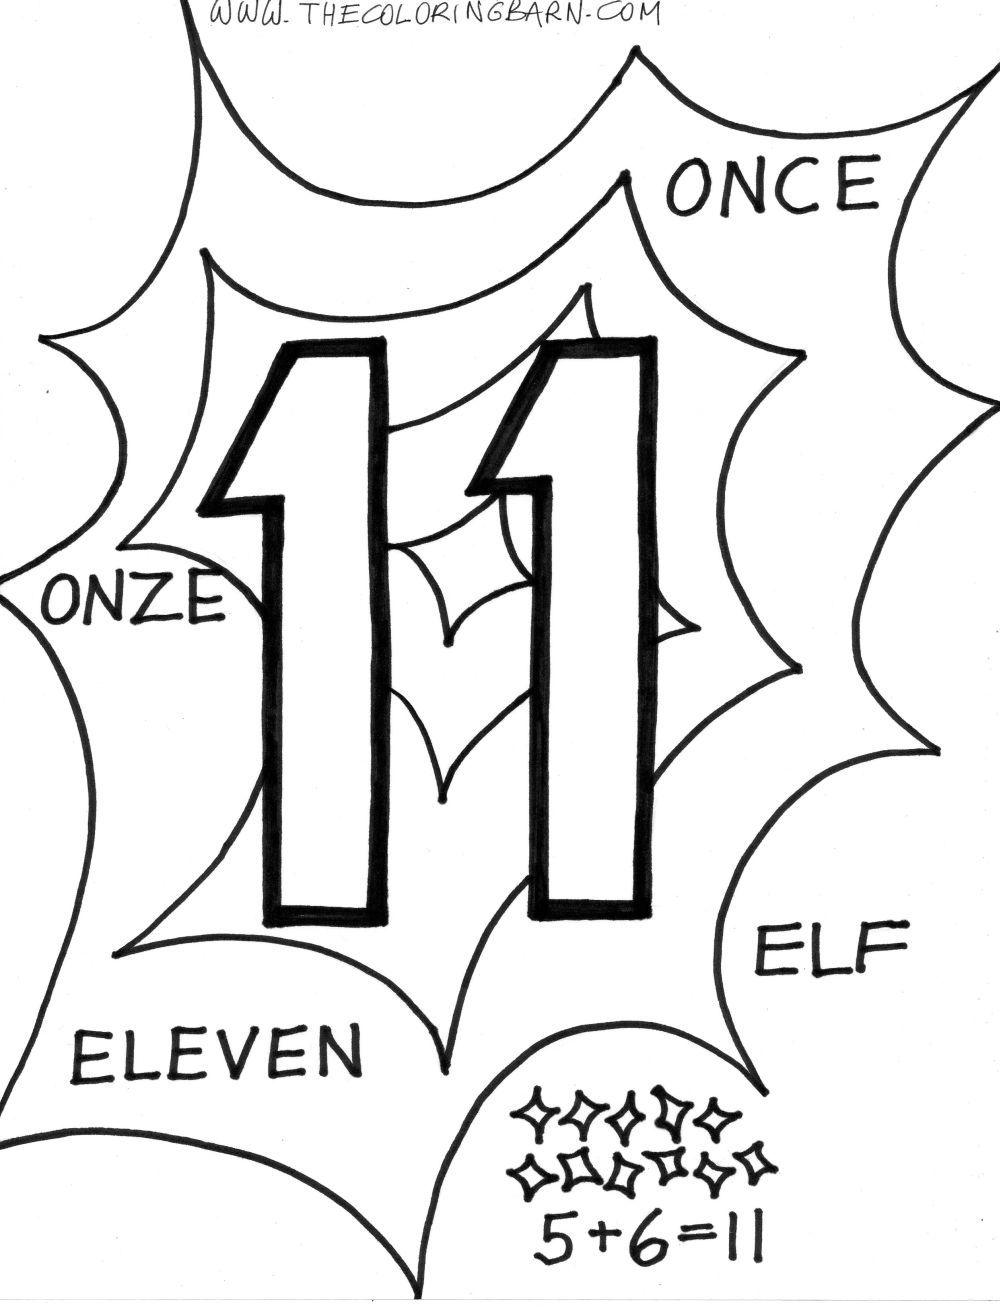 WWW.THECOLORINGBARN.COM
ONCE
11
ONZE
ELF
ELEVEN
5+6=11